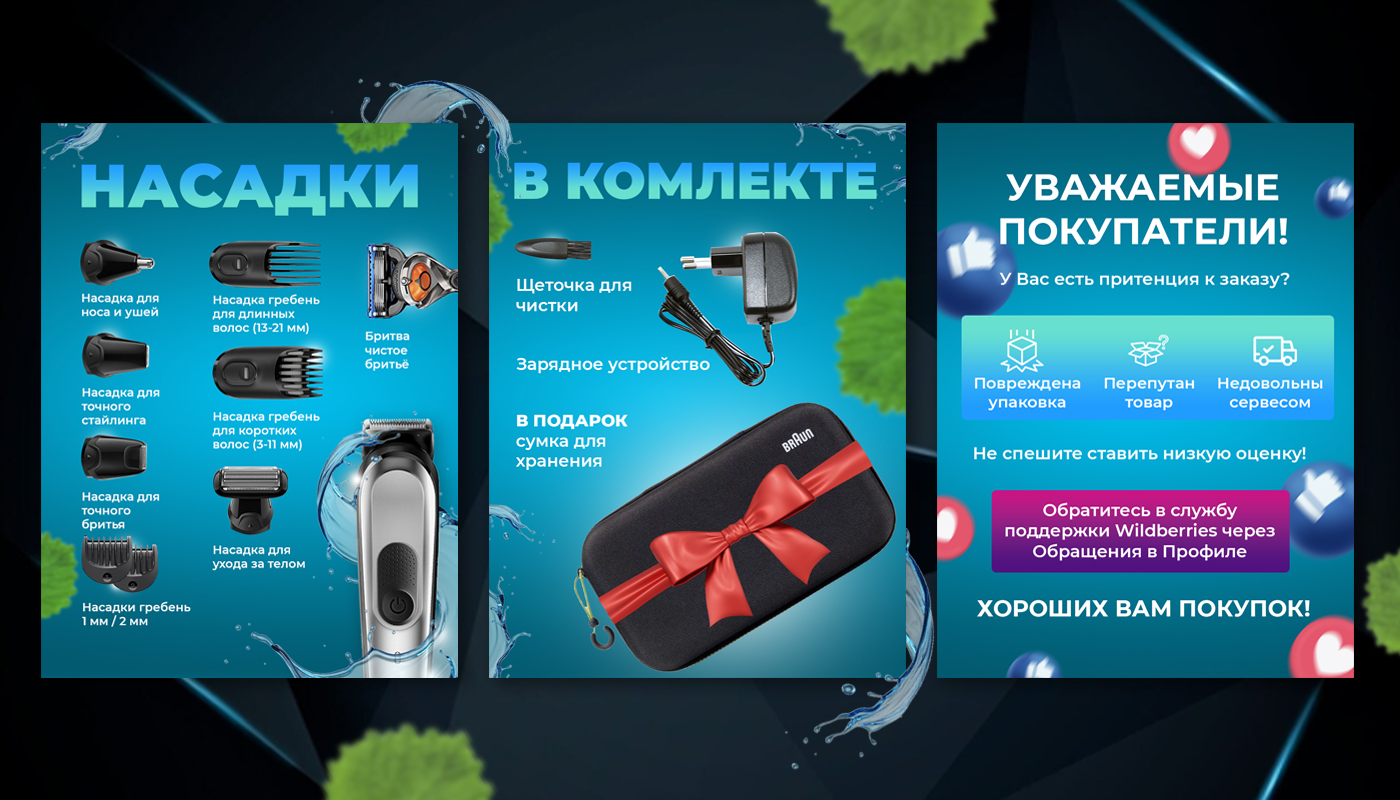 НАСАДКИ
Насадка для
носа и ушей
Насадка для
точного
стайлинга
Насадка для
точного
бритья
Насадки гребень
1 мм / 2 мм
Насадка гребень
для длинных
волос (13-21 мм)
Насадка гребень
для коротких
волос (3-11 мм)
Насадка для
ухода за телом
Бритва
чистое
бритьё
В КОМЛЕКТЕ
Щеточка для
чистки
Зарядное устройство
В ПОДАРОК
сумка для
хранения
BRAUN
УВАЖАЕМЫЕ
ПОКУПАТЕЛИ!
У Вас есть притенция к заказу?
Повреждена
упаковка
Перепутан
товар
Недовольны
сервесом
Не спешите ставить низкую оценку!
Обратитесь в службу
поддержки Wildberries через
Обращения в Профиле
ХОРОШИХ ВАМ ПОКУПОК!